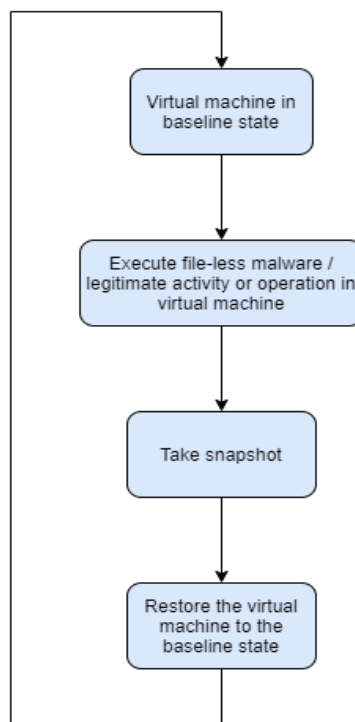 Virtual machine in
baseline state
Execute file-less malware /
legitimate activity or operation in
virtual machine
Take snapshot
Restore the virtual
machine to the
baseline state